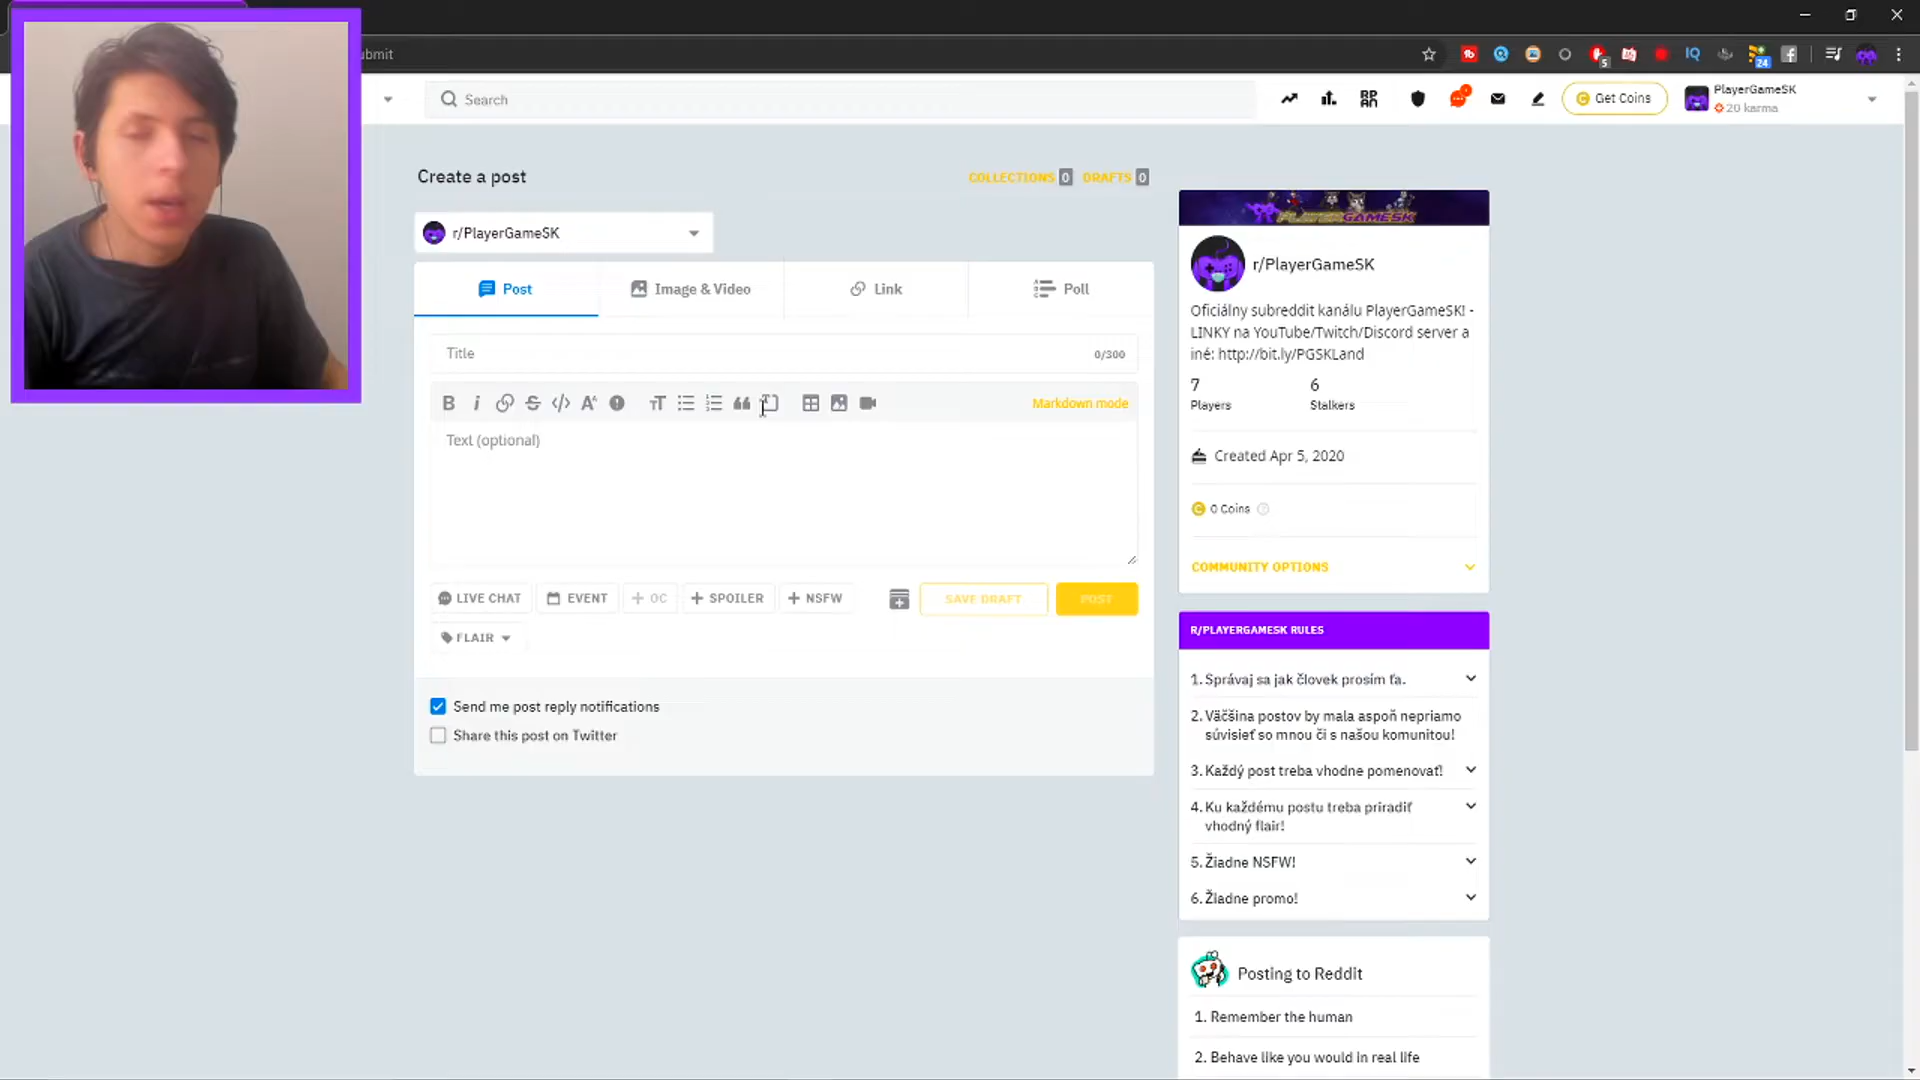 ubmit
5
24
Search
RP
AN
Get Coins
PlayerGameSK
20 karma
Create a post
COLLECTIONS 0 DRAFTS 0
r/PlayerGameSK
Post
Image & Video
Link
Poll
Title
0/300
B i
Markdown mode
Text (optional)
LIVE CHAT
EVENT
+ OC
+ SPOILER
+ NSFW
SAVE DRAFT
POST
FLAIR
Send me post reply notifications
Share this post on Twitter
PLAYERGAMESK
r/PlayerGameSK
Oficiálny subreddit kanálu PlayerGameSK! -
LINKY na YouTube/Twitch/Discord server a
iné: http://bit.ly/PGSKLand
7
Players
6
Stalkers
Created Apr 5, 2020
0 Coins
COMMUNITY OPTIONS
R/PLAYERGAMESK RULES
1. Správaj sa jak človek prosím ťa.
2. Väčšina postov by mala aspoň nepriamo
súvisieť so mnou či s našou komunitou!
3. Každý post treba vhodne pomenovať!
4. Ku každému postu treba priradiť
vhodný flair!
5. Žiadne NSFW!
6. Žiadne promo!
Posting to Reddit
1. Remember the human
2. Behave like you would in real life